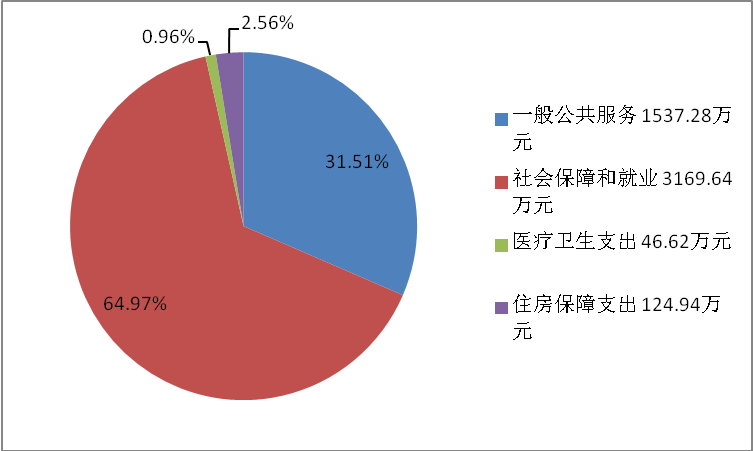 2.56%
0.96%
31.51%
64.97%
一般公共服务 1537.28万
元
社会保障和就业 3169.64
万元
医疗卫生支出 46.62万元
住房保障支出 124.94万
元